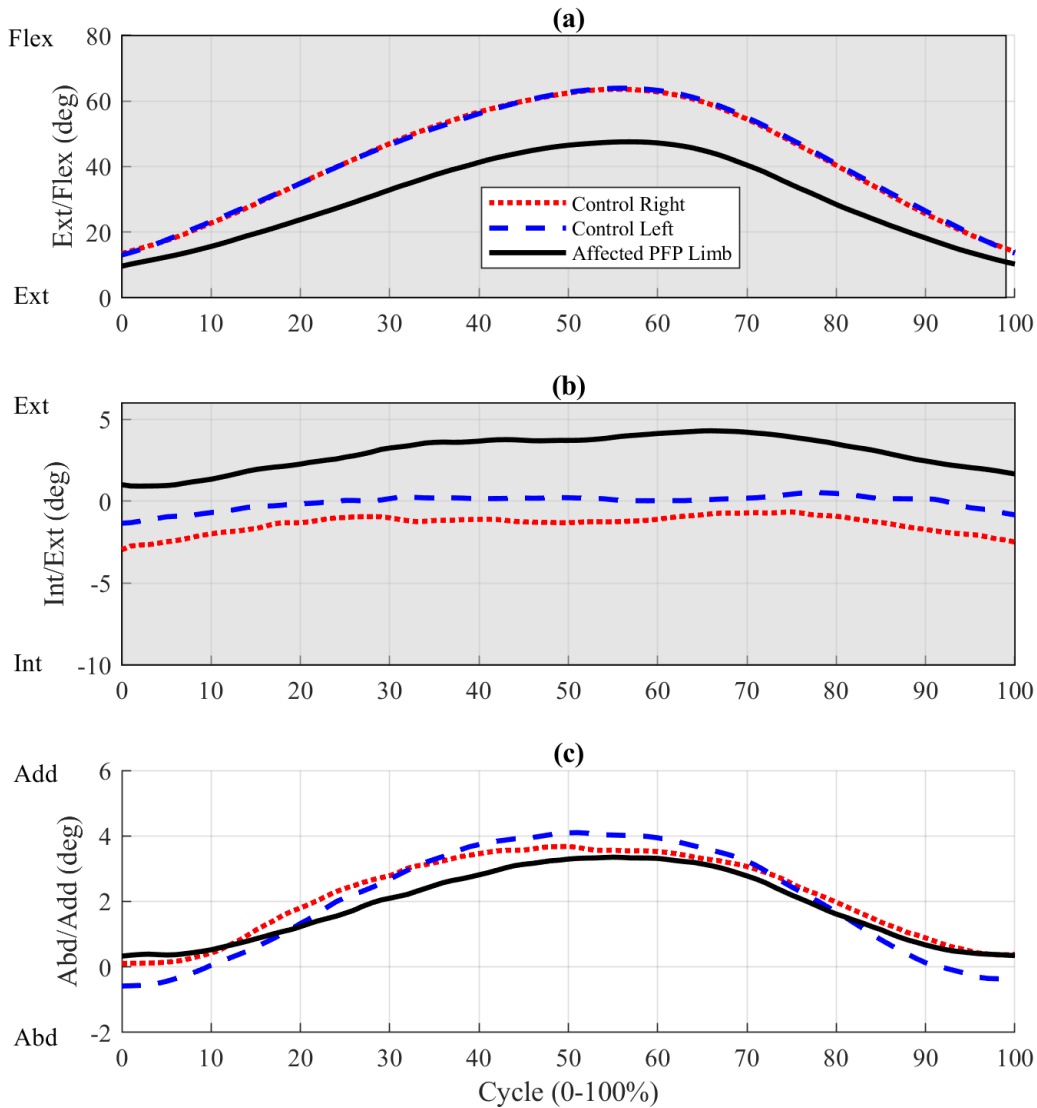 (a)
Flex
80
60
40
20
0
Ext/Flex (deg)
Ext
Control Right
Control Left
Affected PFP Limb
0 10 20 30 40 50 60 70 80 90 100
(b)
Ext
5
0
-5
-10
Int/Ext (deg)
Int
0 10 20 30 40 50 60 70 80 90 100
(c)
Add
6
4
2
0
-2
Abd/Add (deg)
Abd
0 10 20 30 40 50 60 70 80 90 100
Cycle (0-100%)